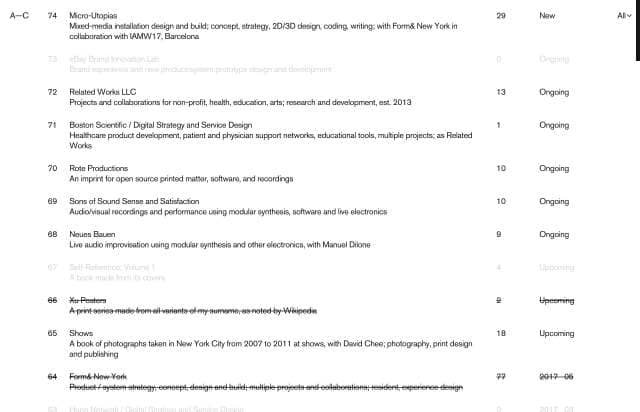 A—C 74 Micro-Utopias 29 New All
Mixed-media installation design and build; concept, strategy, 2D/3D design, coding, writing; with Form& New York in
collaboration with IAMW17, Barcelona
73 eBay Brand Innovation Lab 0 Ongoing
Brand experience and new product/system prototype design and development
72 Related Works LLC 13 Ongoing
Projects and collaborations for non-profit, health, education, arts; research and development, est. 2013
71 Boston Scientific / Digital Strategy and Service Design 1 Ongoing
Healthcare product development, patient and physician support networks, educational tools, multiple projects; as Related
Works
70 Rote Productions 10 Ongoing
An imprint for open source printed matter, software, and recordings
69 Sons of Sound Sense and Satisfaction 10 Ongoing
Audio/visual recordings and performance using modular synthesis, software and live electronics
68 Neues Bauen 9 Ongoing
Live audio improvisation using modular synthesis and other electronics, with Manuel Dilone
67 Self-Reference: Volume 1 4 Upcoming
A book made from its covers
66 Xu Posters 2 Upcoming
A print series made from all variants of my surname, as noted by Wikipedia
65 Shows 18 Upcoming
A book of photographs taken in New York City from 2007 to 2011 at shows, with David Chee; photography, print design
and publishing
64 Form& New York 77 2017 06
Product / system strategy, concept, design and build; multiple projects and collaborations; resident, experience design
63 Hugo Network / Digital Strategy and Service Design 0 2017 03